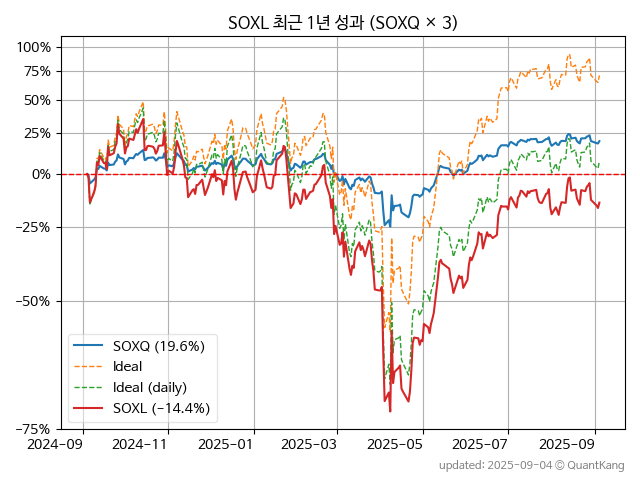 SOXL 최근 1년 성과 (SOXQ × 3)
100%
75%
50%
25%
0%
−25%
−50%
−75%
SOXQ (19.6%)
Ideal
Ideal (daily)
SOXL (−14.4%)
2024-09 2024-11 2025-01 2025-03 2025-05 2025-07 2025-09
updated: 2025-09-04 © QuantKang